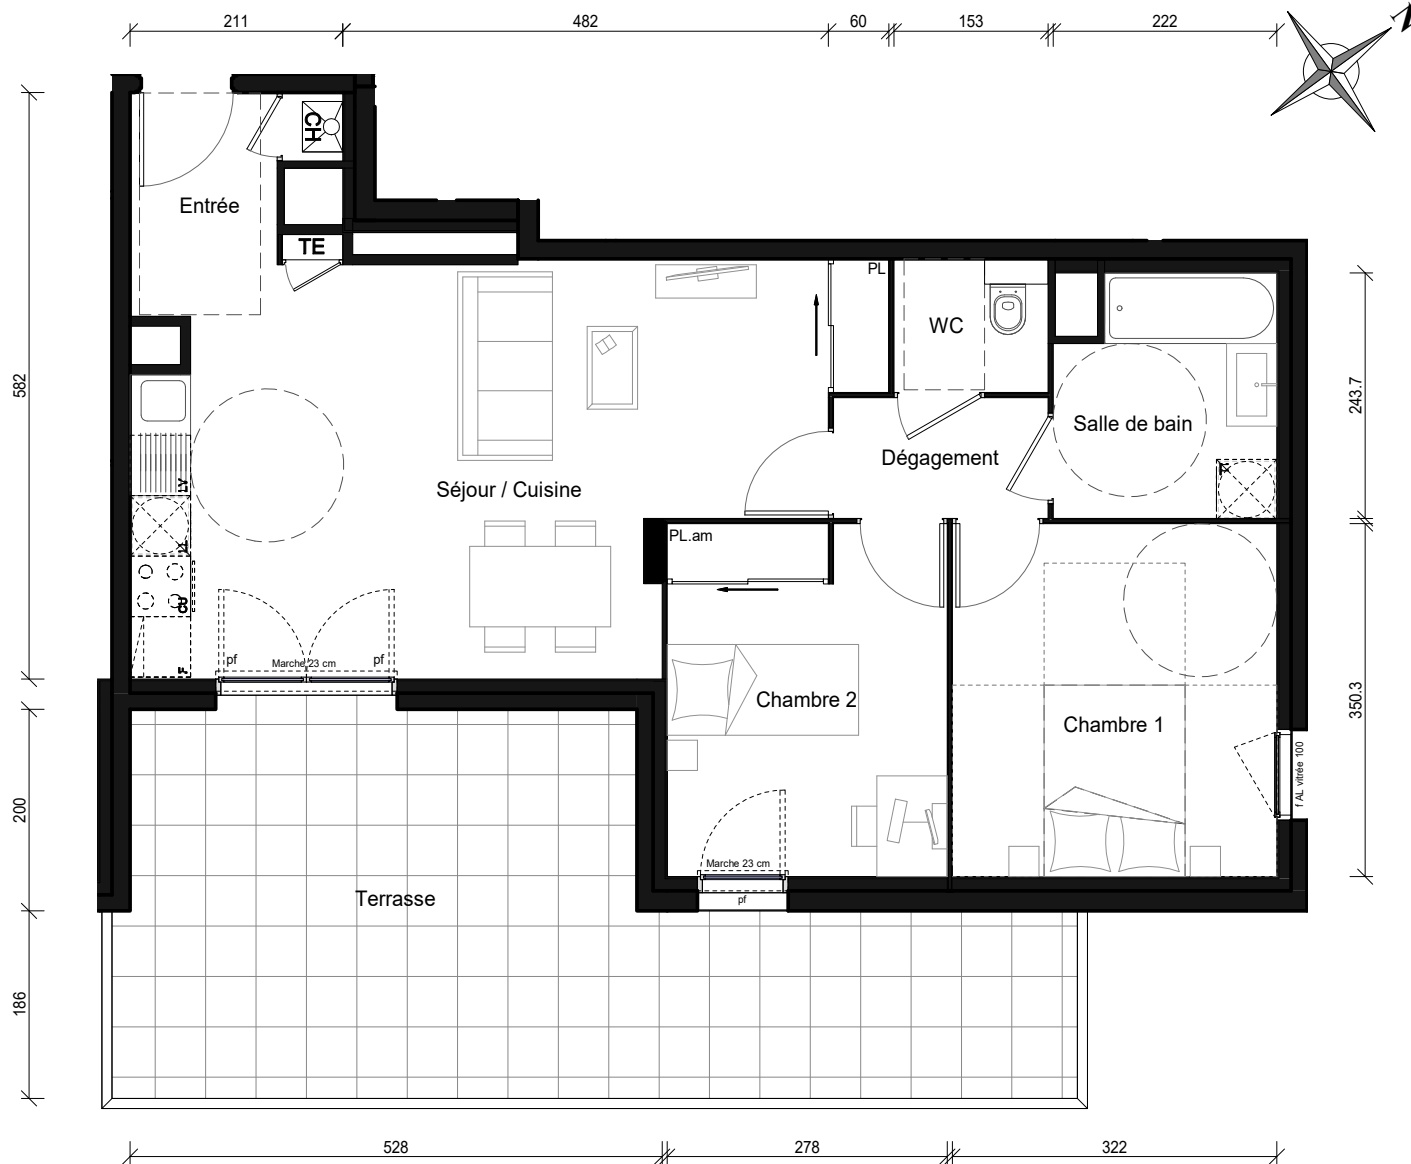 211
482
60
153
222
N
CH
Entrée
TE
PL
WC
582
243.7
Salle de bain
Dégagement
LV
Séjour / Cuisine
PL.am
pf
Marche 23 cm
pf
350.3
Chambre 2
Chambre 1
f AL vitrée 100
200
Marche 23 cm
pf
Terrasse
186
528
278
322